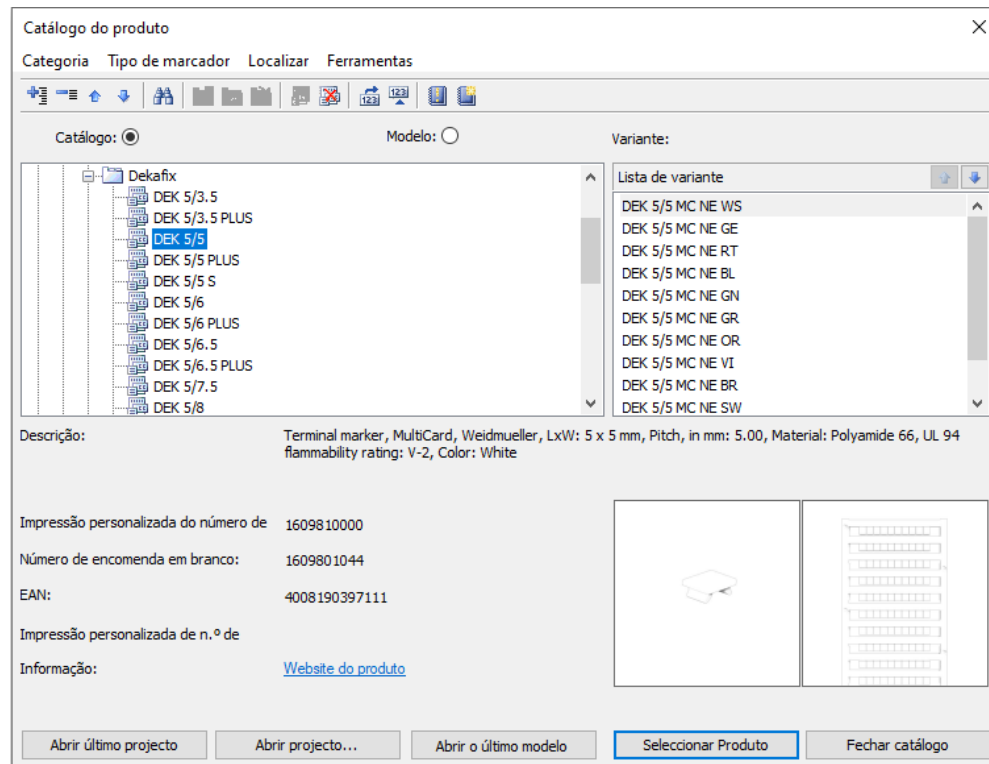 Catálogo do produto
Categoria Tipo de marcador Localizar Ferramentas
123 123
Catálogo: Modelo: Variante:
Dekafix
DEK 5/3.5
DEK 5/3.5 PLUS
DEK 5/5
DEK 5/5 PLUS
DEK 5/5 S
DEK 5/6
DEK 5/6 PLUS
DEK 5/6.5
DEK 5/6.5 PLUS
DEK 5/7.5
DEK 5/8
Lista de variante
DEK 5/5 MC NE WS
DEK 5/5 MC NE GE
DEK 5/5 MC NE RT
DEK 5/5 MC NE BL
DEK 5/5 MC NE GN
DEK 5/5 MC NE GR
DEK 5/5 MC NE OR
DEK 5/5 MC NE VI
DEK 5/5 MC NE BR
DEK 5/5 MC NE SW
Descrição: Terminal marker, MultiCard, Weidmueller, LxW: 5 x 5 mm, Pitch, in mm: 5.00, Material: Polyamide 66, UL 94
flammability rating: V-2, Color: White
Impressão personalizada do número de 1609810000
Número de encomenda em branco: 1609801044
EAN: 4008190397111
Impressão personalizada de n.º de
Informação: Website do produto
Abrir último projecto Abrir projecto... Abrir o último modelo Seleccionar Produto Fechar catálogo